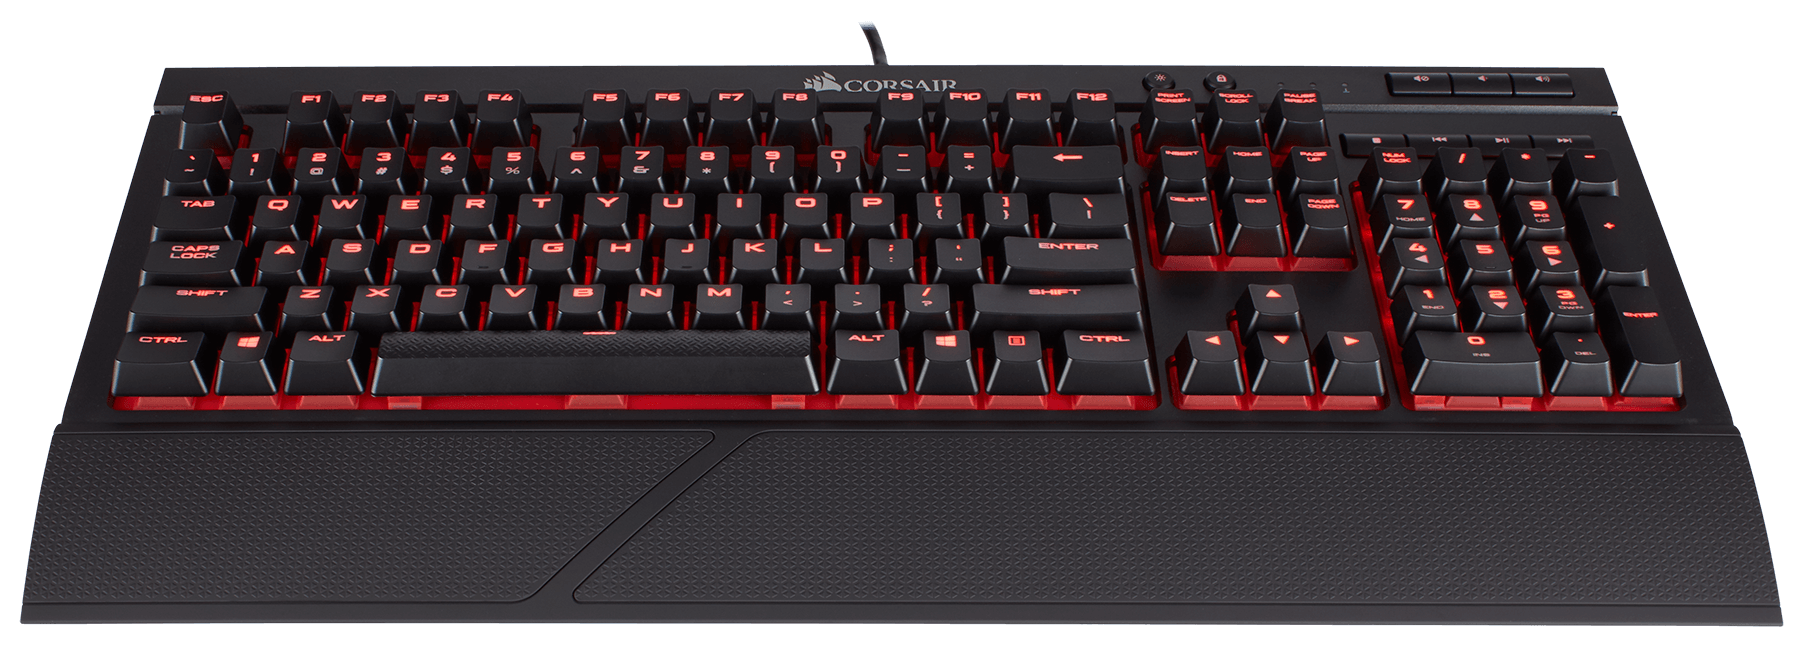 CORSAIR
ESC F1 F2 F3 F4 F5 F6 F7 F8 F9 F10 F11 F12
PRINT SCREEN
SCROLL LOCK
PAUSE BREAK
` 1 2 3 4 5 6 7 8 9 0 - =
~ ! @ # $ % ^ & * ( ) _ +
INSERT HOME
PAGE UP
NUM LOCK
/ * -
TAB Q W E R T Y U I O P [ ] \
{ } |
DELETE END
PAGE DOWN
7 8 9
HOME
PG UP
+
CAPS LOCK
A S D F G H J K L ; '
: "
ENTER
4 5 6
SHIFT Z X C V B N M , . /
< > ?
SHIFT
1 2 3
END
PG DWN
ENTER
CTRL ALT ALT CTRL
0 .
INS DEL